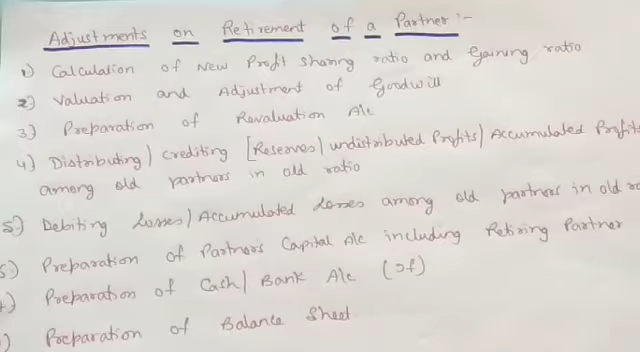 Adjustments on Retirement of a Partner :-
1) Calculation of New Profit sharing ratio and Gaining ratio
2) Valuation and Adjustment of Goodwill
3) Preparation of Revaluation A/c
4) Distributing / crediting [Reserves / undistributed Profits / Accumulated Profits
among old partners in old ratio
5) Debiting losses / Accumulated losses among old partners in old ra
6) Preparation of Partner's Capital A/c including Retiring Partner
) Preparation of Cash / Bank A/c (If)
) Preparation of Balance Sheet